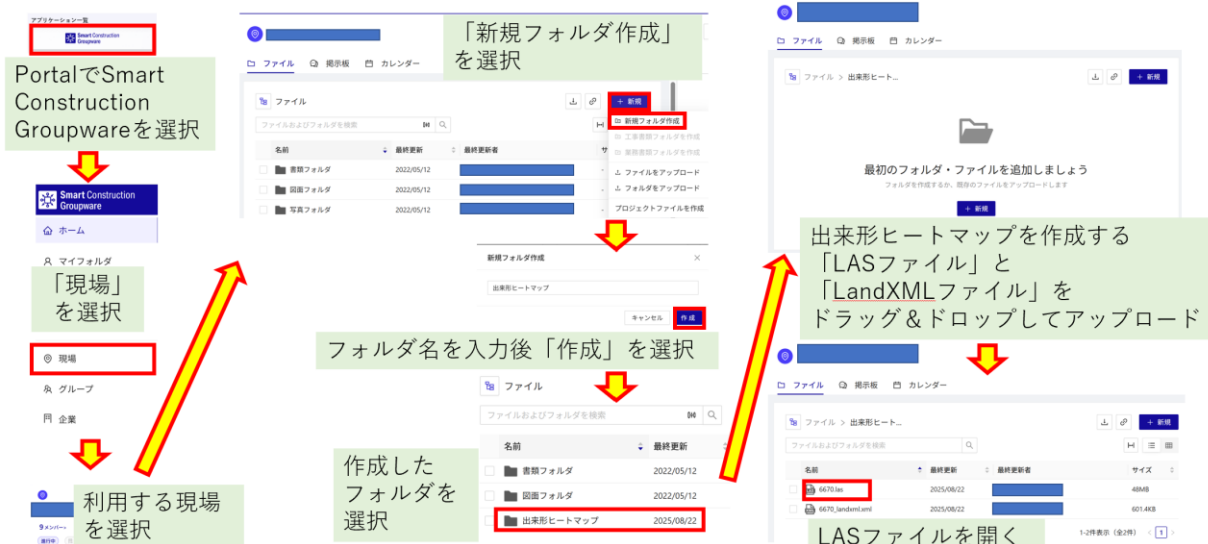 アプリケーション一覧
Smart Construction
Groupware
PortalでSmart
Construction
Groupwareを選択
Smart Construction
Groupware
ホーム
マイフォルダ
「現場」
を選択
現場
グループ
企業
9メンバー
進行中
利用する現場
を選択
「新規フォルダ作成」
を選択
ファイル 掲示板 カレンダー
ファイル
+ 新規
ファイルおよびフォルダを検索
新規フォルダ作成
工事書類フォルダを作成
業務書類フォルダを作成
ファイルをアップロード
フォルダをアップロード
プロジェクトファイルを作成
名前 最終更新 最終更新者 サ
書類フォルダ 2022/05/12 -
図面フォルダ 2022/05/12 -
写真フォルダ 2022/05/12 -
新規フォルダ作成 ×
出来形ヒートマップ
キャンセル 作成
フォルダ名を入力後「作成」を選択
ファイル
ファイルおよびフォルダを検索
名前 最終更新
書類フォルダ 2022/05/12
図面フォルダ 2022/05/12
出来形ヒートマップ 2025/08/22
作成した
フォルダを
選択
ファイル 掲示板 カレンダー
ファイル > 出来形ヒート... + 新規
最初のフォルダ・ファイルを追加しましょう
フォルダを作成するか、既存のファイルをアップロードします
+ 新規
出来形ヒートマップを作成する
「LASファイル」と
「LandXMLファイル」を
ドラッグ＆ドロップしてアップロード
ファイル 掲示板 カレンダー
ファイル > 出来形ヒート... + 新規
ファイルおよびフォルダを検索
名前 最終更新 最終更新者 サイズ
6670.las 2025/08/22 48MB
6670_landxml.xml 2025/08/22 601.4KB
LASファイルを開く
1-2件表示（全2件） < 1 >